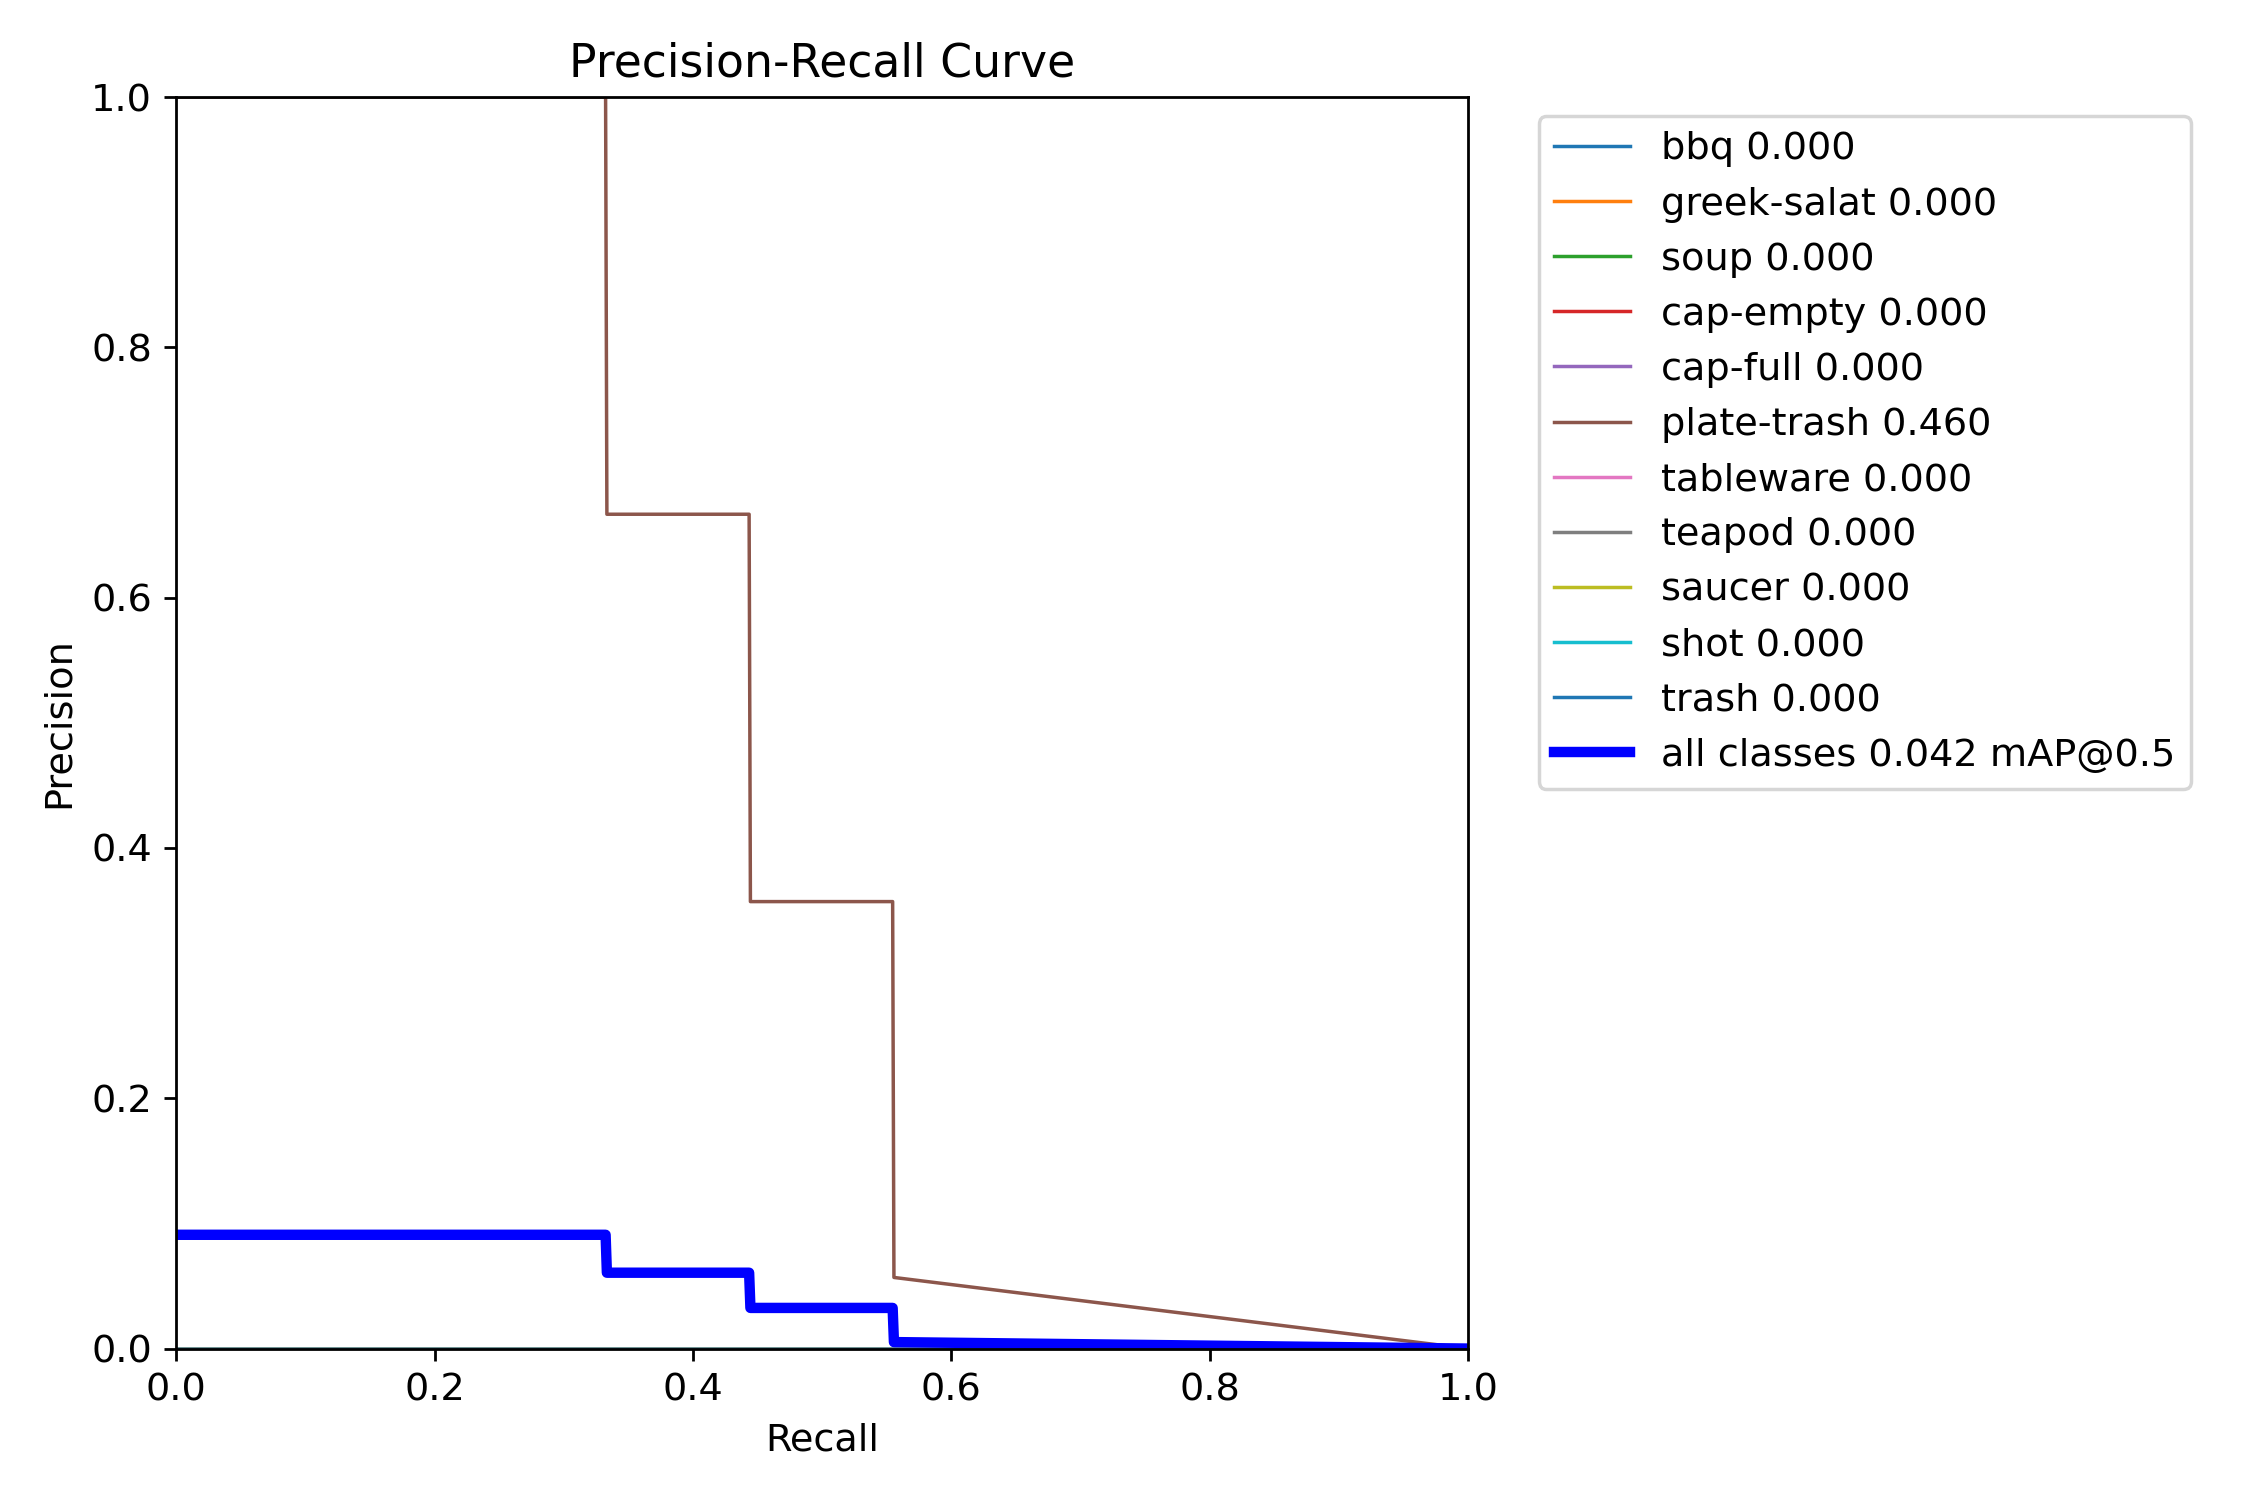 Precision-Recall Curve
1.0
0.8
0.6
0.4
0.2
0.0
Precision
0.0 0.2 0.4 0.6 0.8 1.0
Recall
bbq 0.000
greek-salat 0.000
soup 0.000
cap-empty 0.000
cap-full 0.000
plate-trash 0.460
tableware 0.000
teapod 0.000
saucer 0.000
shot 0.000
trash 0.000
all classes 0.042 mAP@0.5